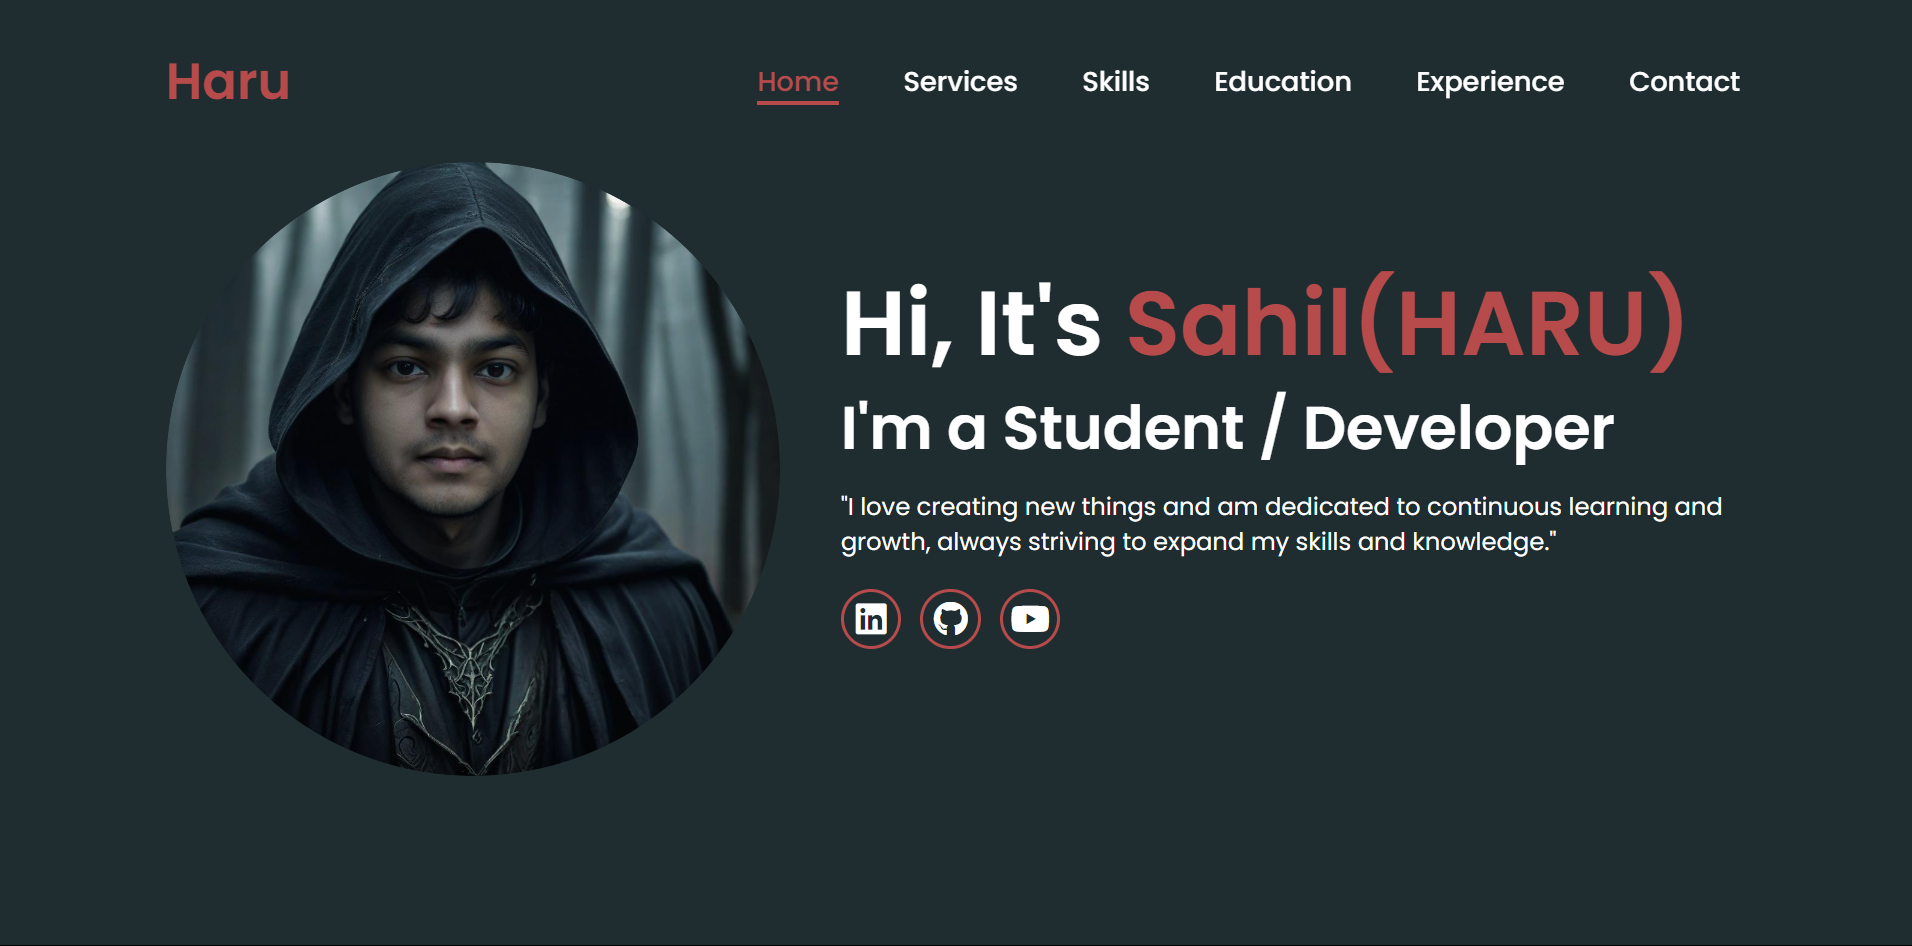 Haru
Home Services Skills Education Experience Contact
Hi, It's Sahil(HARU)
I'm a Student / Developer
"I love creating new things and am dedicated to continuous learning and
growth, always striving to expand my skills and knowledge."
in